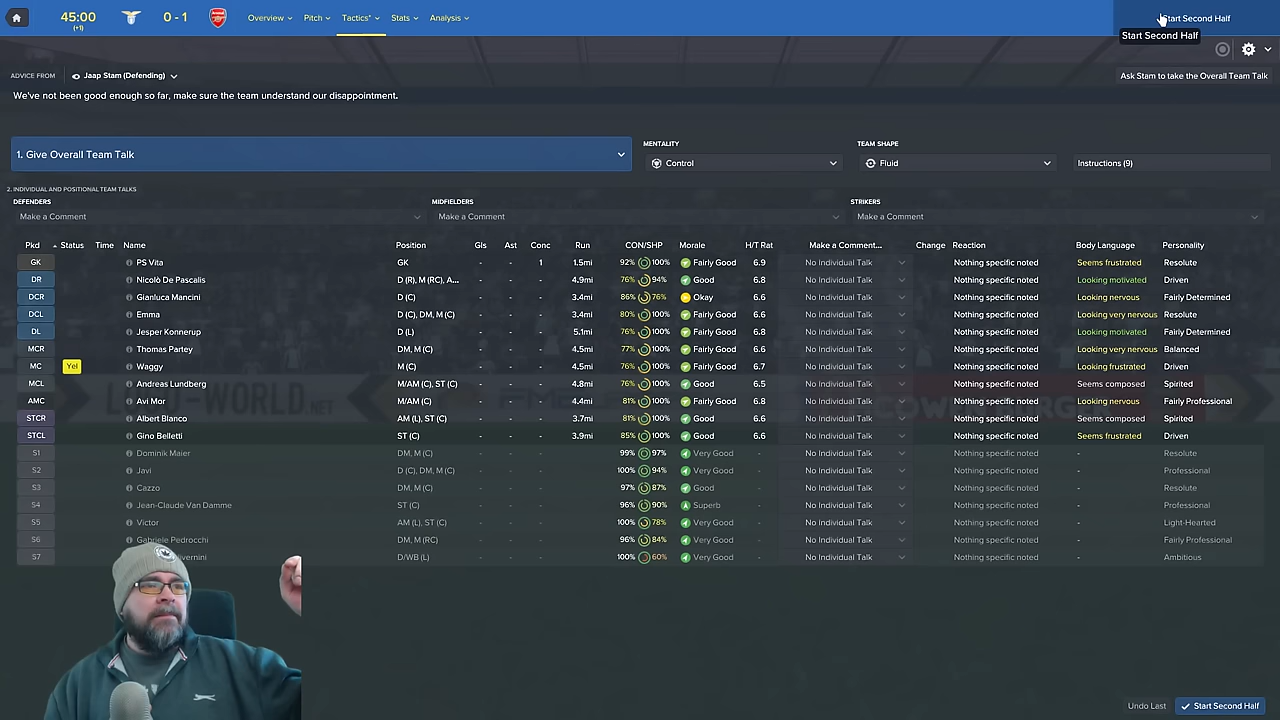 45:00
(+1)
0 - 1
Overview
Pitch
Tactics*
Stats
Analysis
Start Second Half
Start Second Half
ADVICE FROM
Jaap Stam (Defending)
Ask Stam to take the Overall Team Talk
We've not been good enough so far, make sure the team understand our disappointment.
1. Give Overall Team Talk
MENTALITY
Control
TEAM SHAPE
Fluid
Instructions (9)
2. INDIVIDUAL AND POSITIONAL TEAM TALKS
DEFENDERS MIDFIELDERS STRIKERS
Make a Comment Make a Comment Make a Comment
Pkd Status Time Name Position Gls Ast Conc Run CON/SHP Morale H/T Rat Make a Comment... Change Reaction Body Language Personality
GK PS Vita GK - - 1 1.5mi 92% 100% Fairly Good 6.9 No Individual Talk Nothing specific noted Seems frustrated Resolute
DR Nicolò De Pascalis D (R), M (RC), A... - - - 4.9mi 76% 94% Good 6.8 No Individual Talk Nothing specific noted Looking motivated Driven
DCR Gianluca Mancini D (C) - - - 3.4mi 86% 76% Okay 6.6 No Individual Talk Nothing specific noted Looking nervous Fairly Determined
DCL Emma D (C), DM, M (C) - - - 3.4mi 80% 100% Fairly Good 6.6 No Individual Talk Nothing specific noted Looking very nervous Resolute
DL Jesper Konnerup D (L) - - - 5.1mi 76% 100% Fairly Good 6.8 No Individual Talk Nothing specific noted Looking motivated Fairly Determined
MCR Thomas Partey DM, M (C) - - - 4.5mi 77% 100% Fairly Good 6.6 No Individual Talk Nothing specific noted Looking very nervous Balanced
MC Yel Waggy M (C) - - - 4.5mi 76% 100% Fairly Good 6.7 No Individual Talk Nothing specific noted Looking frustrated Driven
MCL Andreas Lundberg M/AM (C), ST (C) - - - 4.8mi 76% 100% Good 6.5 No Individual Talk Nothing specific noted Seems composed Spirited
AMC Avi Mor M/AM (C) - - - 4.4mi 81% 100% Fairly Good 6.8 No Individual Talk Nothing specific noted Looking nervous Fairly Professional
STCR Albert Blanco AM (L), ST (C) - - - 3.7mi 81% 100% Good 6.6 No Individual Talk Nothing specific noted Seems composed Spirited
STCL Gino Belletti ST (C) - - - 3.9mi 85% 100% Good 6.6 No Individual Talk Nothing specific noted Seems frustrated Driven
S1 Dominik Maier DM, M (C) - - - 99% 97% Very Good - No Individual Talk Nothing specific noted - Resolute
S2 Javi D (C), DM, M (C) - - - 100% 94% Very Good - No Individual Talk Nothing specific noted - Professional
S3 Cazzo DM, M (C) - - - 97% 87% Good - No Individual Talk Nothing specific noted - Resolute
S4 Jean-Claude Van Damme ST (C) - - - 96% 90% Superb - No Individual Talk Nothing specific noted - Professional
S5 Victor AM (L), ST (C) - - - 100% 78% Very Good - No Individual Talk Nothing specific noted - Light-Hearted
S6 Gabriele Pedrocchi DM, M (RC) - - - 96% 84% Very Good - No Individual Talk Nothing specific noted - Fairly Professional
S7 D/WB (L) - - - 100% 60% Very Good - No Individual Talk Nothing specific noted - Ambitious
Undo Last
Start Second Half